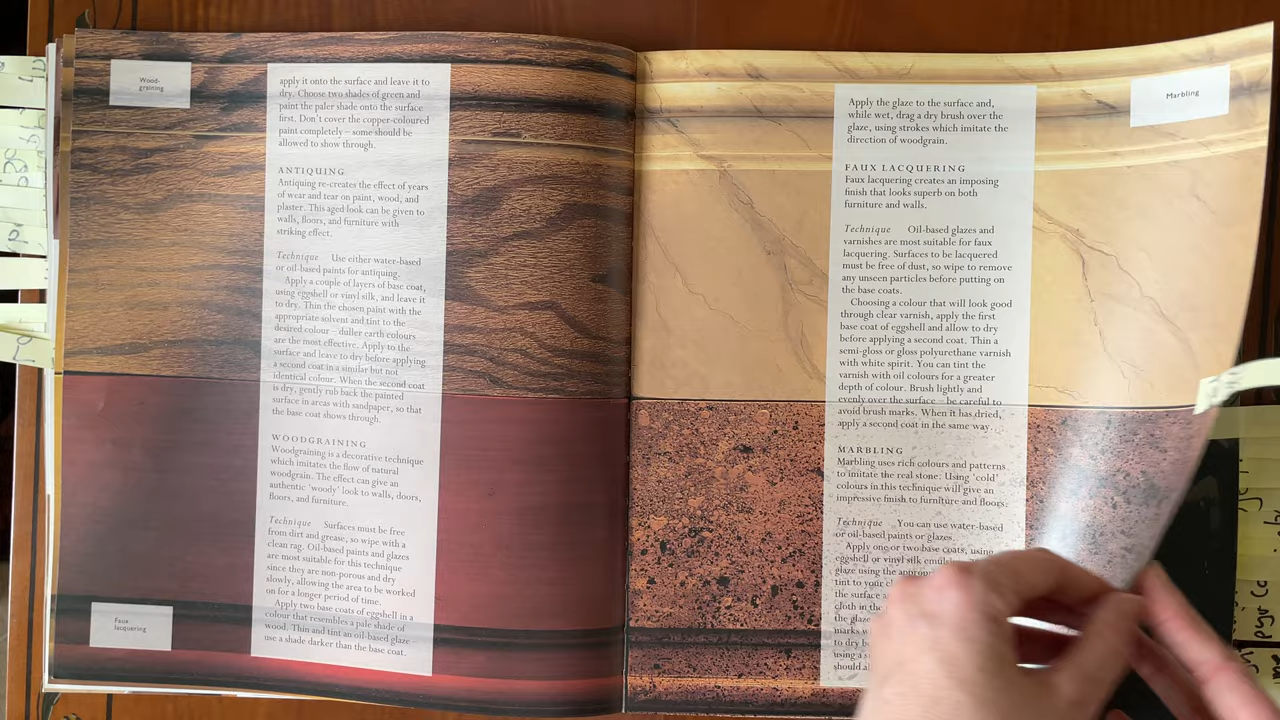 Wood-
graining
apply it onto the surface and leave it to
dry. Choose two shades of green and
paint the paler shade onto the surface
first. Don't cover the copper-coloured
paint completely – some should be
allowed to show through.
ANTIQUING
Antiquing re-creates the effect of years
of wear and tear on paint, wood, and
plaster. This aged look can be given to
walls, floors, and furniture with
striking effect.
Technique Use either water-based
or oil-based paints for antiquing.
Apply a couple of layers of base coat,
using eggshell or vinyl silk, and leave it
to dry. Thin the chosen paint with the
appropriate solvent and tint to the
desired colour – duller earth colours
are the most effective. Apply to the
surface and leave to dry before applying
a second coat in a similar but not
identical colour. When the second coat
is dry, gently rub back the painted
surface in areas with sandpaper, so that
the base coat shows through.
WOODGRAINING
Woodgraining is a decorative technique
which imitates the flow of natural
woodgrain. The effect can give an
authentic 'woody' look to walls, doors,
floors, and furniture.
Technique Surfaces must be free
from dirt and grease, so wipe with a
clean rag. Oil-based paints and glazes
are most suitable for this technique
since they are non-porous and dry
slowly, allowing the area to be worked
on for a longer period of time.
Apply two base coats of eggshell in a
colour that resembles a pale shade of
wood. Thin and tint an oil-based glaze –
use a shade darker than the base coat.
Faux
lacquering
Marbling
Apply the glaze to the surface and,
while wet, drag a dry brush over the
glaze, using strokes which imitate the
direction of woodgrain.
FAUX LACQUERING
Faux lacquering creates an imposing
finish that looks superb on both
furniture and walls.
Technique Oil-based glazes and
varnishes are most suitable for faux
lacquering. Surfaces to be lacquered
must be free of dust, so wipe to remove
any unseen particles before putting on
the base coats.
Choosing a colour that will look good
through clear varnish, apply the first
base coat of eggshell and allow to dry
before applying a second coat. Thin a
semi-gloss or gloss polyurethane varnish
with white spirit. You can tint the
varnish with oil colours for a greater
depth of colour. Brush lightly and
evenly over the surface – be careful to
avoid brush marks. When it has dried,
apply a second coat in the same way.
MARBLING
Marbling uses rich colours and patterns
to imitate the real stone. Using 'cold'
colours in this technique will give an
impressive finish to furniture and floors.
Technique You can use water-based
or oil-based paints or glazes.
Apply one or two base coats, using
eggshell or vinyl silk
glaze using the
tint to your
the surface
cloth in the
the glaze
marks
to dry
using a
should